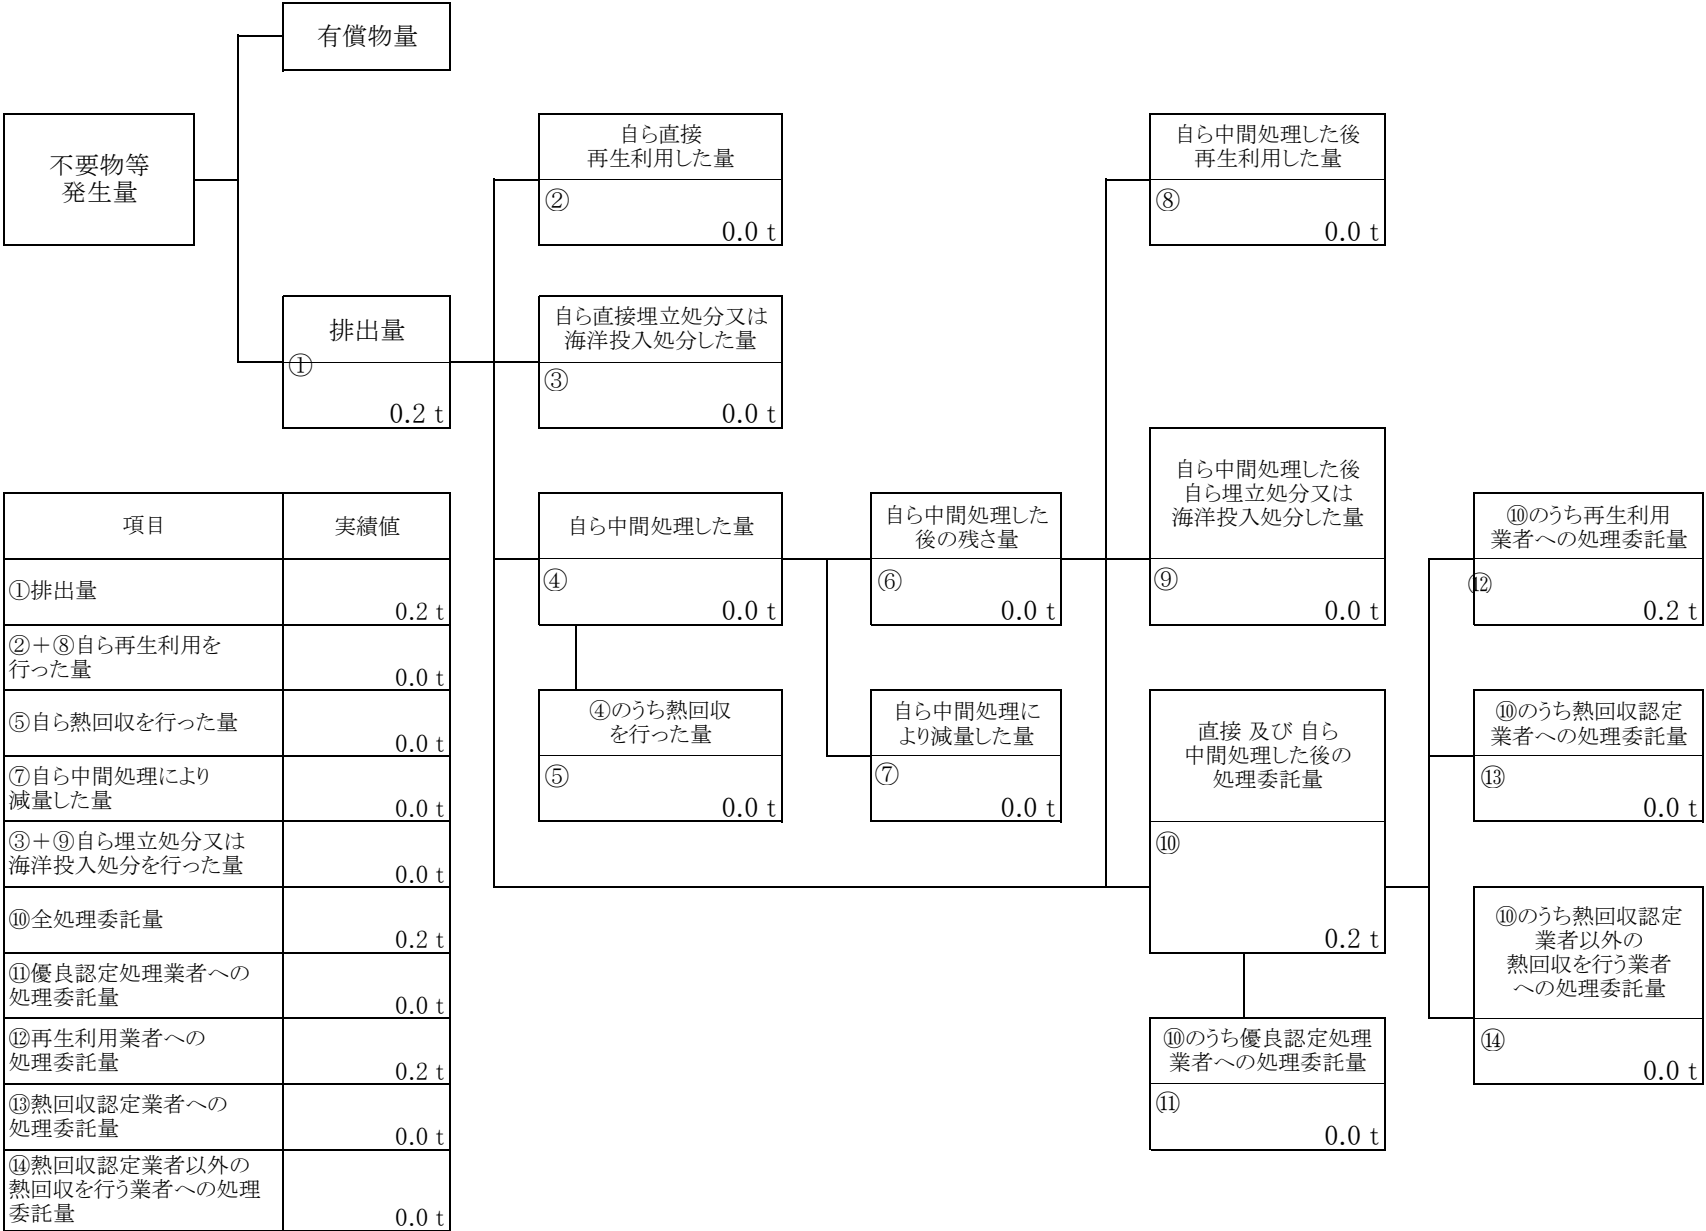 有償物量
不要物等
発生量
自ら直接
再生利用した量
②
0.0 t
自ら中間処理した後
再生利用した量
⑧
0.0 t
排出量
①
0.2 t
自ら直接埋立処分又は
海洋投入処分した量
③
0.0 t
自ら中間処理した量
④
0.0 t
自ら中間処理した
後の残さ量
⑥
0.0 t
自ら中間処理した後
自ら埋立処分又は
海洋投入処分した量
⑨
0.0 t
⑩のうち再生利用
業者への処理委託量
⑫
0.2 t
④のうち熱回収
を行った量
⑤
0.0 t
自ら中間処理に
より減量した量
⑦
0.0 t
直接 及び 自ら
中間処理した後の
処理委託量
⑩
0.2 t
⑩のうち熱回収認定
業者への処理委託量
⑬
0.0 t
⑩のうち熱回収認定
業者以外の
熱回収を行う業者
への処理委託量
⑭
0.0 t
⑩のうち優良認定処理
業者への処理委託量
⑪
0.0 t
項目
実績値
①排出量
0.2 t
②+⑧自ら再生利用を
行った量
0.0 t
⑤自ら熱回収を行った量
0.0 t
⑦自ら中間処理により
減量した量
0.0 t
③+⑨自ら埋立処分又は
海洋投入処分を行った量
0.0 t
⑩全処理委託量
0.2 t
⑪優良認定処理業者への
処理委託量
0.0 t
⑫再生利用業者への
処理委託量
0.2 t
⑬熱回収認定業者への
処理委託量
0.0 t
⑭熱回収認定業者以外の
熱回収を行う業者への処理
委託量
0.0 t